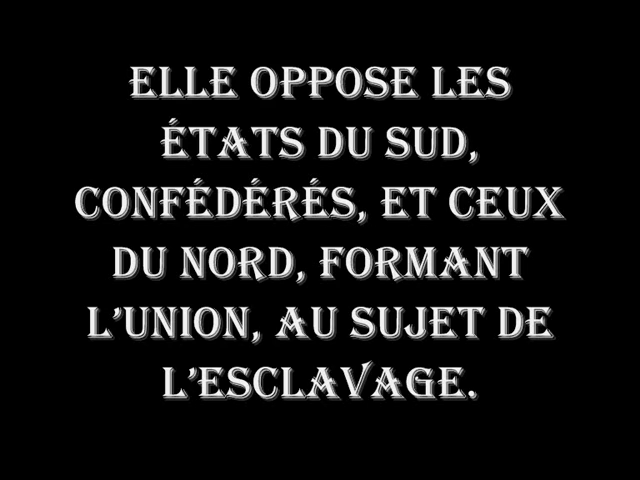 ELLE OPPOSE LES
ÉTATS DU SUD,
CONFÉDÉRÉS, ET CEUX
DU NORD, FORMANT
L’UNION, AU SUJET DE
L’ESCLAVAGE.